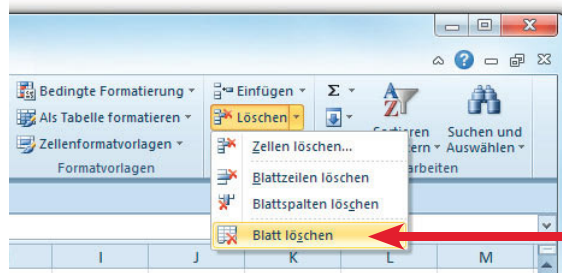 Bedingte Formatierung
Als Tabelle formatieren
Zellenformatvorlagen
Formatvorlagen
Einfügen
Löschen
Σ
A
Z
Suchen und
Auswählen
Zellen löschen...
Blattzeilen löschen
Blattspalten löschen
Blatt löschen
I J K L M